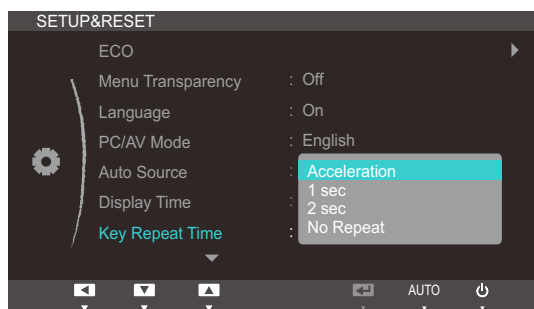 SETUP&RESET
ECO
Menu Transparency : Off
Language : On
PC/AV Mode : English
Auto Source :
Display Time :
Key Repeat Time :
Acceleration
1 sec
2 sec
No Repeat
AUTO